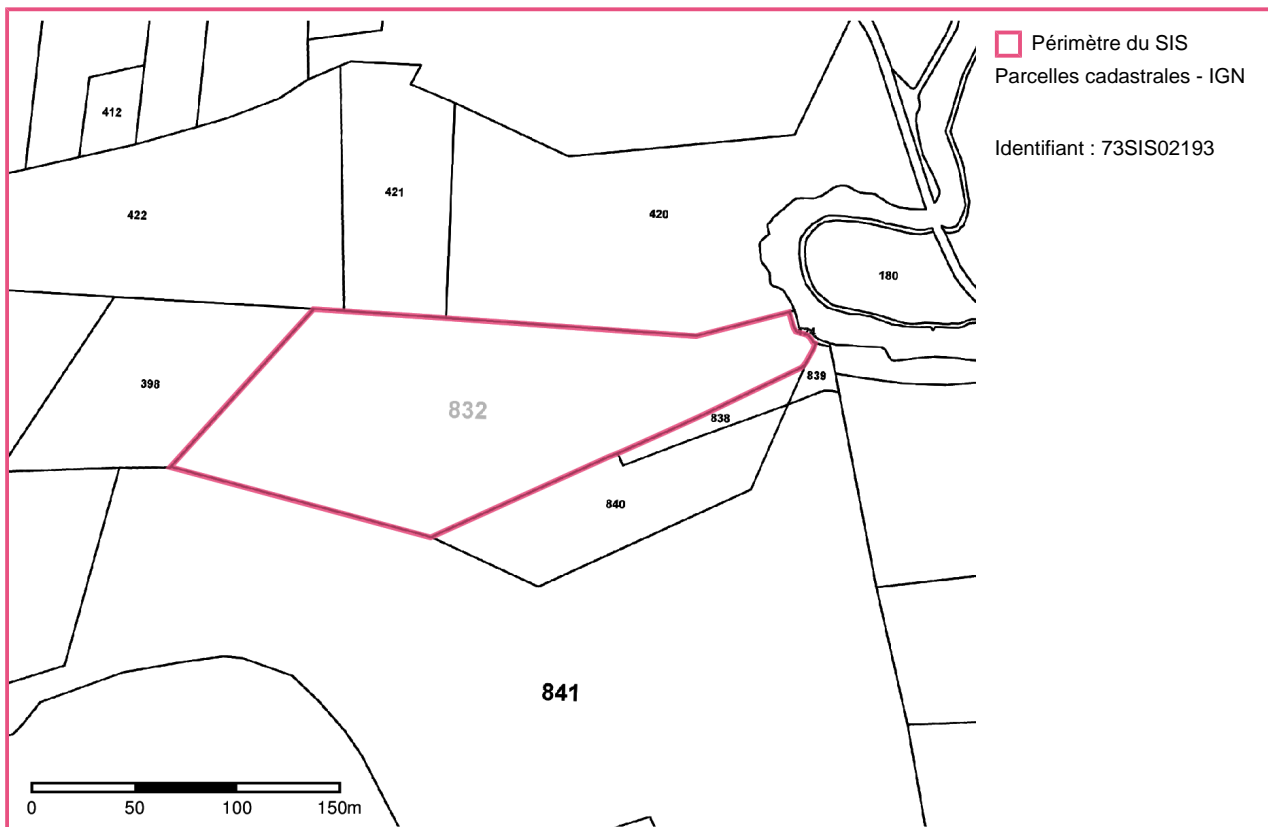 Périmètre du SIS
Parcelles cadastrales - IGN
Identifiant : 73SIS02193
412
421
422
420
180
398
832
839
838
840
841
0 50 100 150m